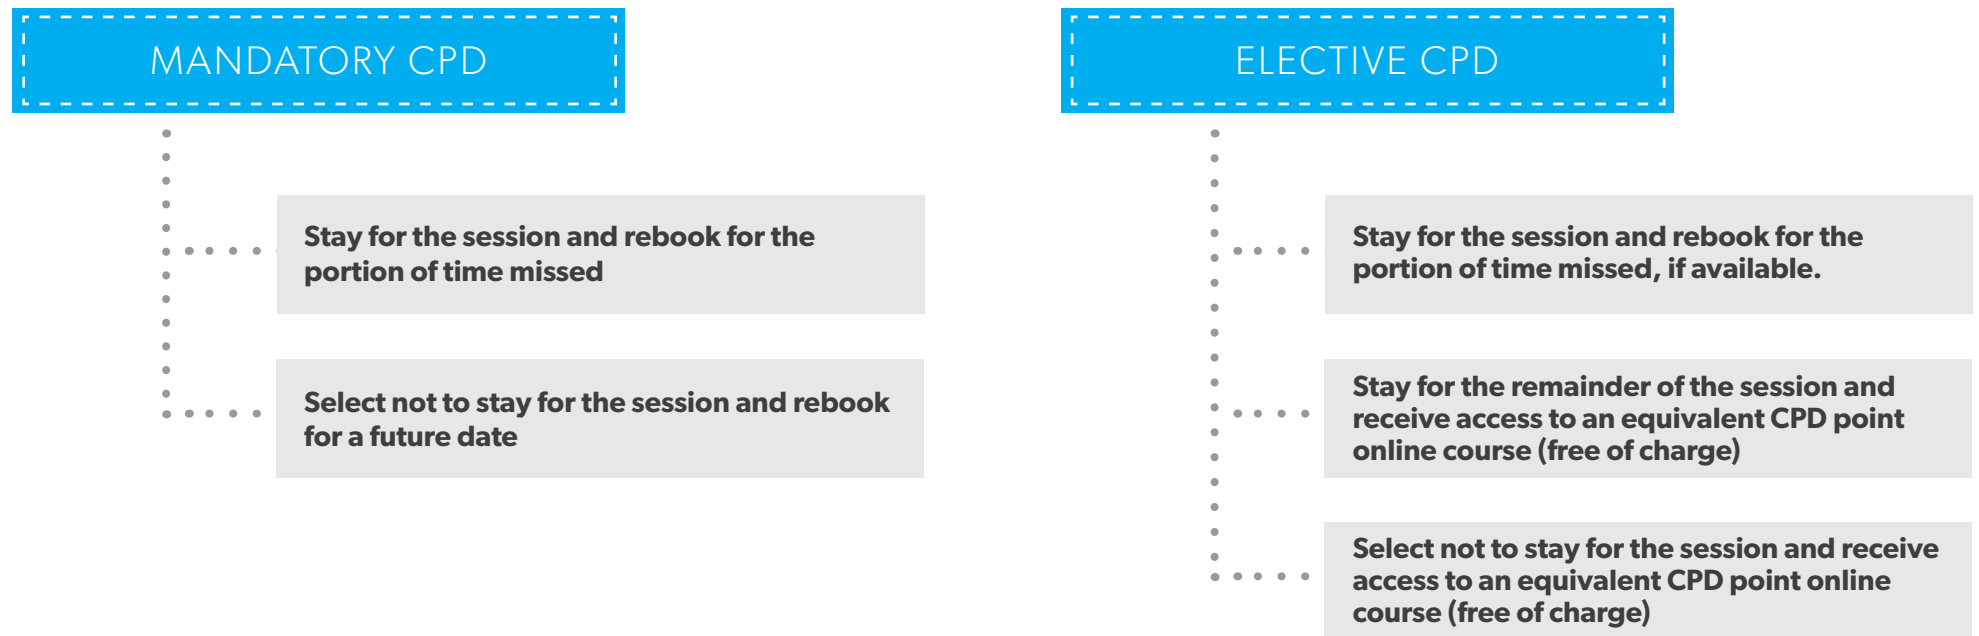 MANDATORY CPD
Stay for the session and rebook for the
portion of time missed
Select not to stay for the session and rebook
for a future date
ELECTIVE CPD
Stay for the session and rebook for the
portion of time missed, if available.
Stay for the remainder of the session and
receive access to an equivalent CPD point
online course (free of charge)
Select not to stay for the session and receive
access to an equivalent CPD point online
course (free of charge)